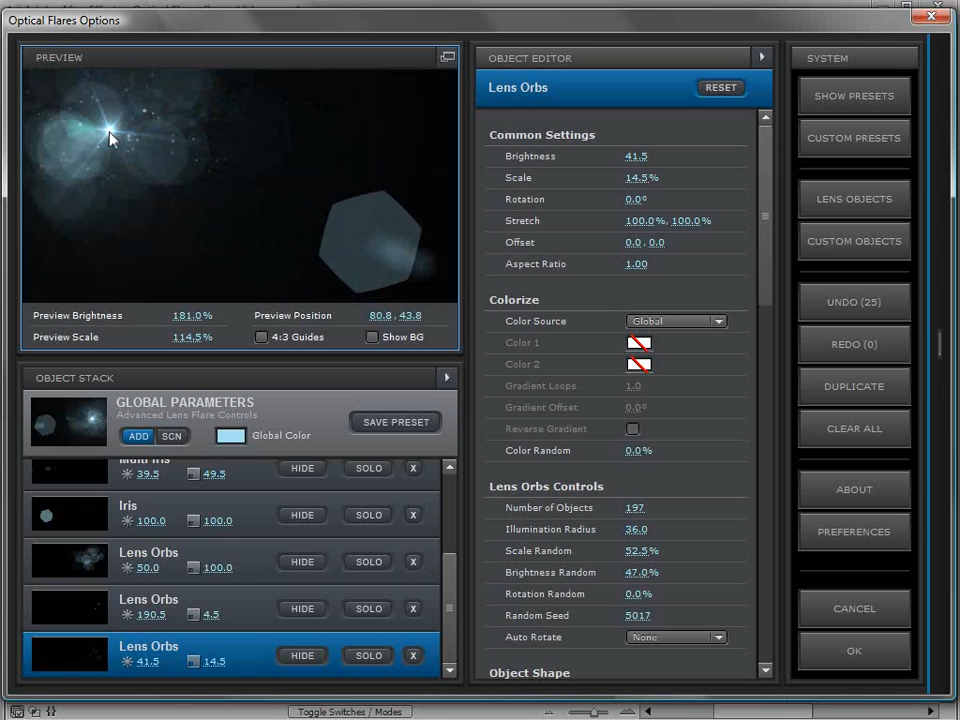 Optical Flares Options
PREVIEW
Preview Brightness 181.0% Preview Position 80.8 , 43.8
Preview Scale 114.5% 4:3 Guides Show BG
OBJECT STACK
GLOBAL PARAMETERS
Advanced Lens Flare Controls
ADD SCN Global Color
SAVE PRESET
Multi Iris
39.5 49.5 HIDE SOLO X
Iris
100.0 100.0 HIDE SOLO X
Lens Orbs
50.0 100.0 HIDE SOLO X
Lens Orbs
190.5 4.5 HIDE SOLO X
Lens Orbs
41.5 14.5 HIDE SOLO X
OBJECT EDITOR
Lens Orbs RESET
Common Settings
Brightness 41.5
Scale 14.5%
Rotation 0.0°
Stretch 100.0%, 100.0%
Offset 0.0 , 0.0
Aspect Ratio 1.00
Colorize
Color Source Global
Color 1
Color 2
Gradient Loops 1.0
Gradient Offset 0.0°
Reverse Gradient
Color Random 0.0%
Lens Orbs Controls
Number of Objects 197
Illumination Radius 36.0
Scale Random 52.5%
Brightness Random 47.0%
Rotation Random 0.0%
Random Seed 5017
Auto Rotate None
Object Shape
SYSTEM
SHOW PRESETS
CUSTOM PRESETS
LENS OBJECTS
CUSTOM OBJECTS
UNDO (25)
REDO (0)
DUPLICATE
CLEAR ALL
ABOUT
PREFERENCES
CANCEL
OK
Toggle Switches / Modes